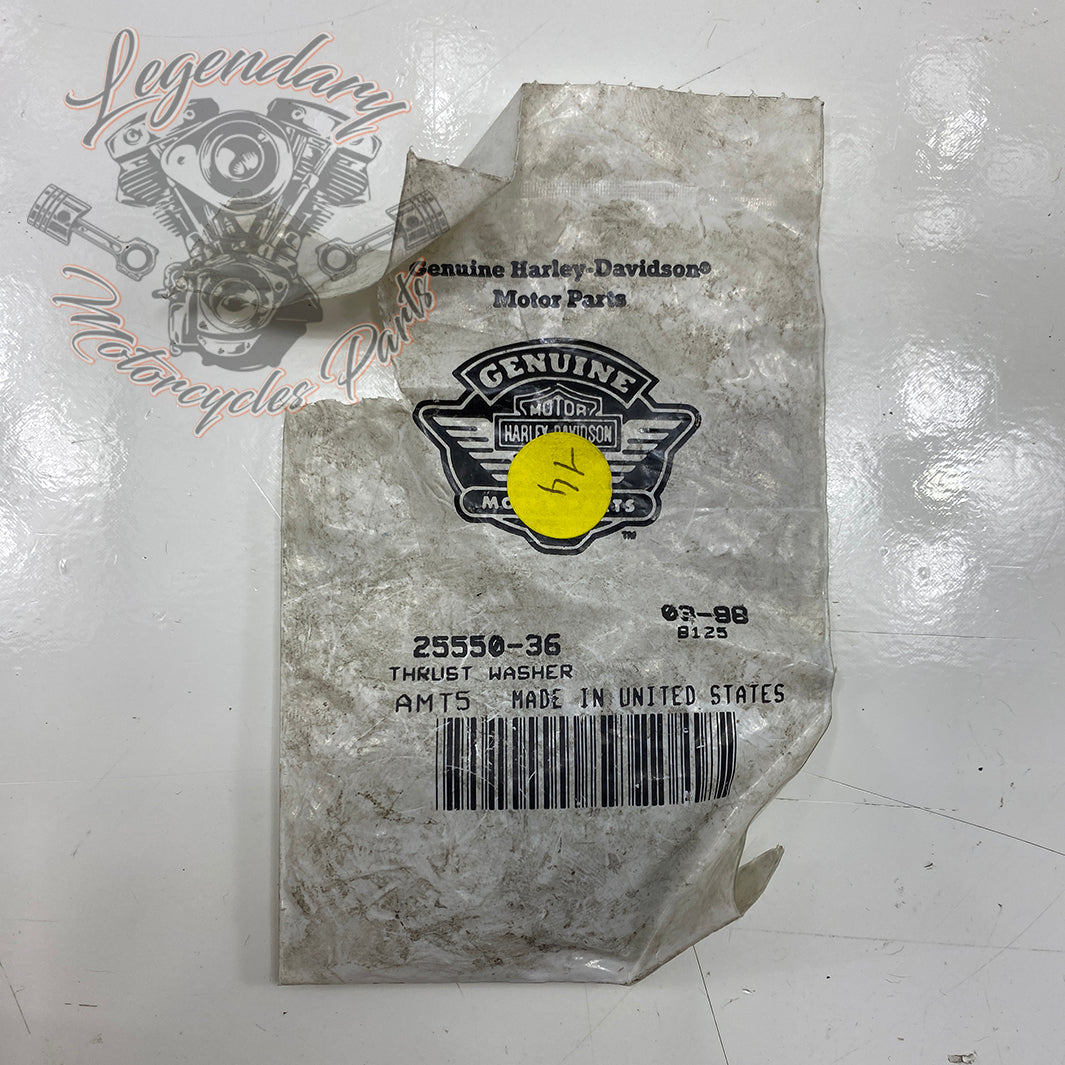 Legendary
Motorcycles Parts
Genuine Harley-Davidson®
Motor Parts
GENUINE
MOTOR
HARLEY-DAVIDSON
TM
03-98
8125
25550-36
THRUST WASHER
AMT5 MADE IN UNITED STATES